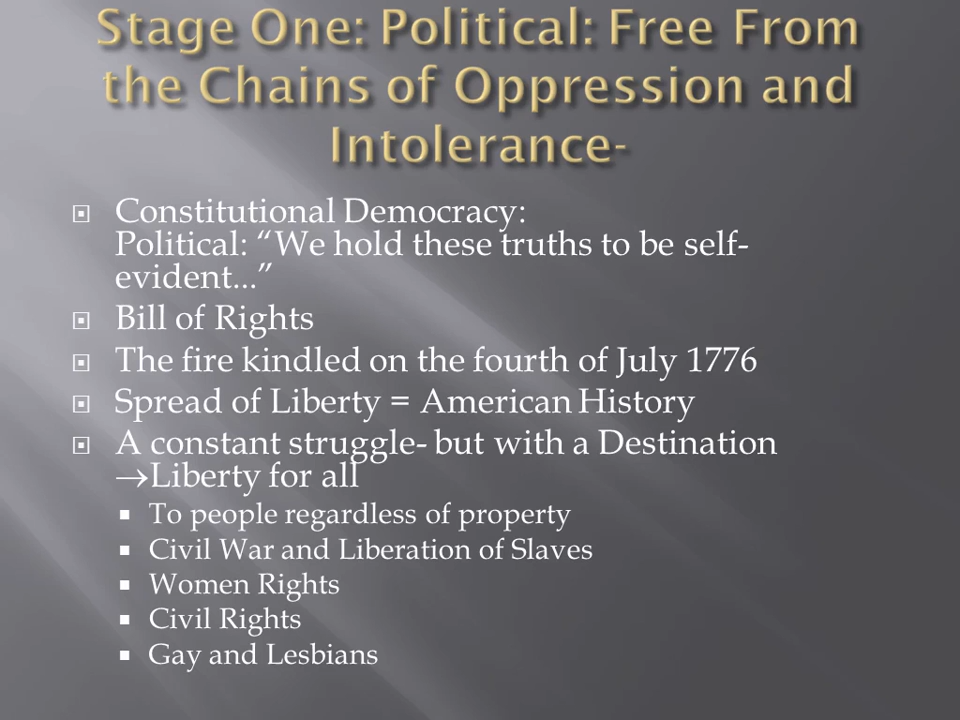 Stage One: Political: Free From
the Chains of Oppression and
Intolerance-
Constitutional Democracy:
Political: “We hold these truths to be self-
evident...”
Bill of Rights
The fire kindled on the fourth of July 1776
Spread of Liberty = American History
A constant struggle- but with a Destination
→Liberty for all
To people regardless of property
Civil War and Liberation of Slaves
Women Rights
Civil Rights
Gay and Lesbians